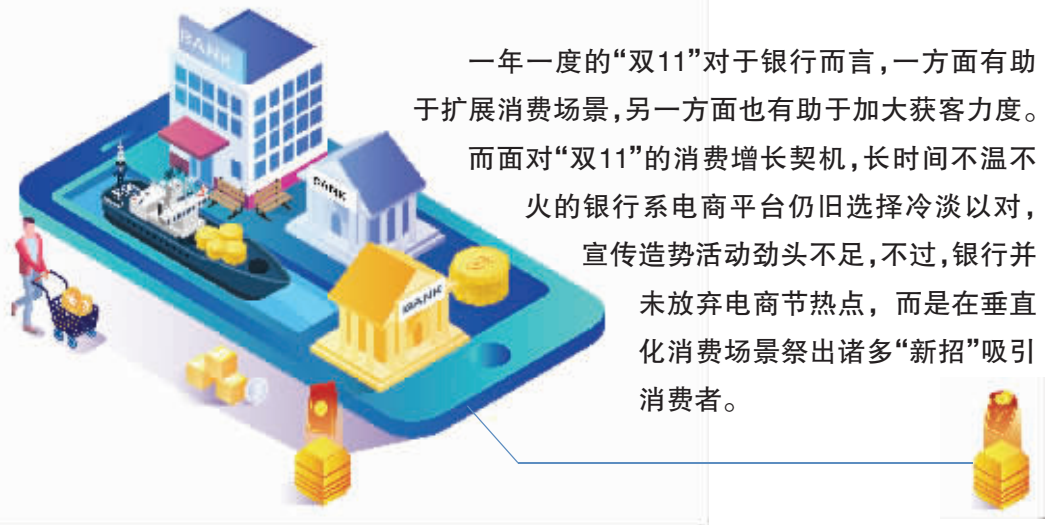 BANK
一年一度的“双11”对于银行而言,一方面有助
于扩展消费场景,另一方面也有助于加大获客力度。
而面对“双11”的消费增长契机,长时间不温不
火的银行系电商平台仍旧选择冷淡以对,
宣传造势活动劲头不足,不过,银行并
未放弃电商节热点，而是在垂直
化消费场景祭出诸多“新招”吸引
消费者。
BANK
BANK